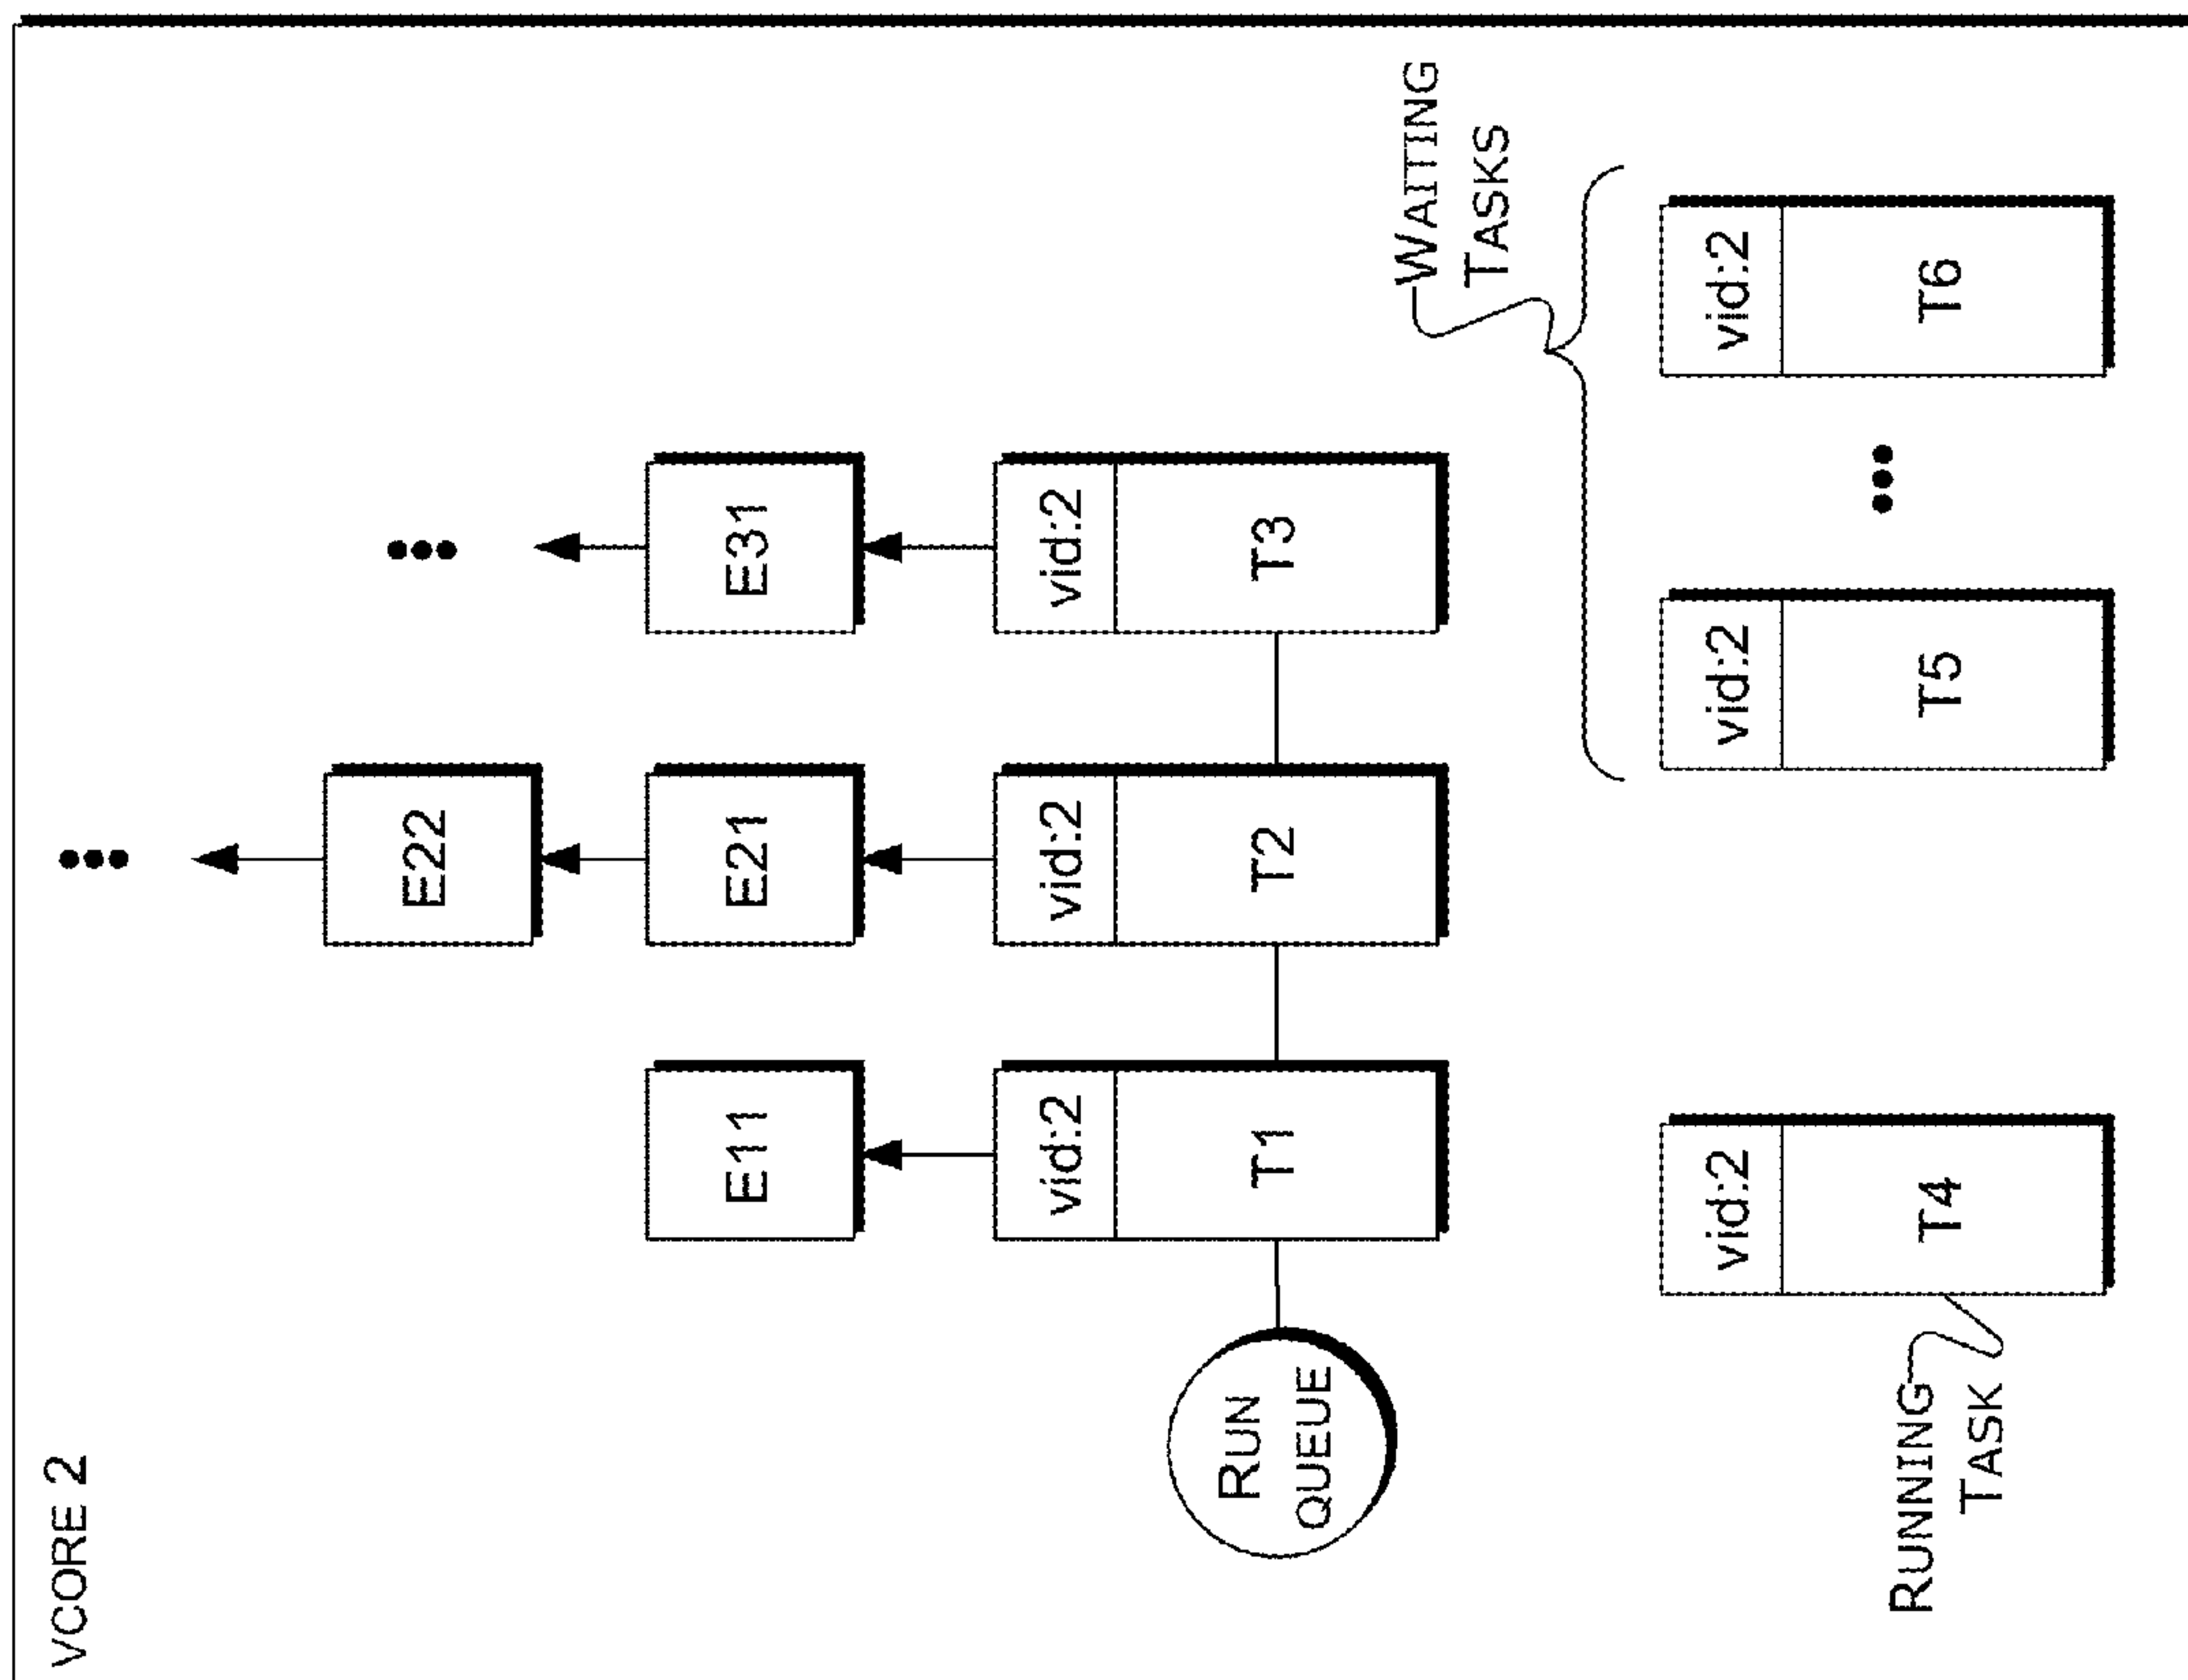 VCORE 2
E22
E11
E21
E31
vid:2
vid:2
vid:2
RUN
QUEUE
T1
T2
T3
WAITING
TASKS
vid:2
vid:2
vid:2
T4
T5
T6
RUNNING
TASK